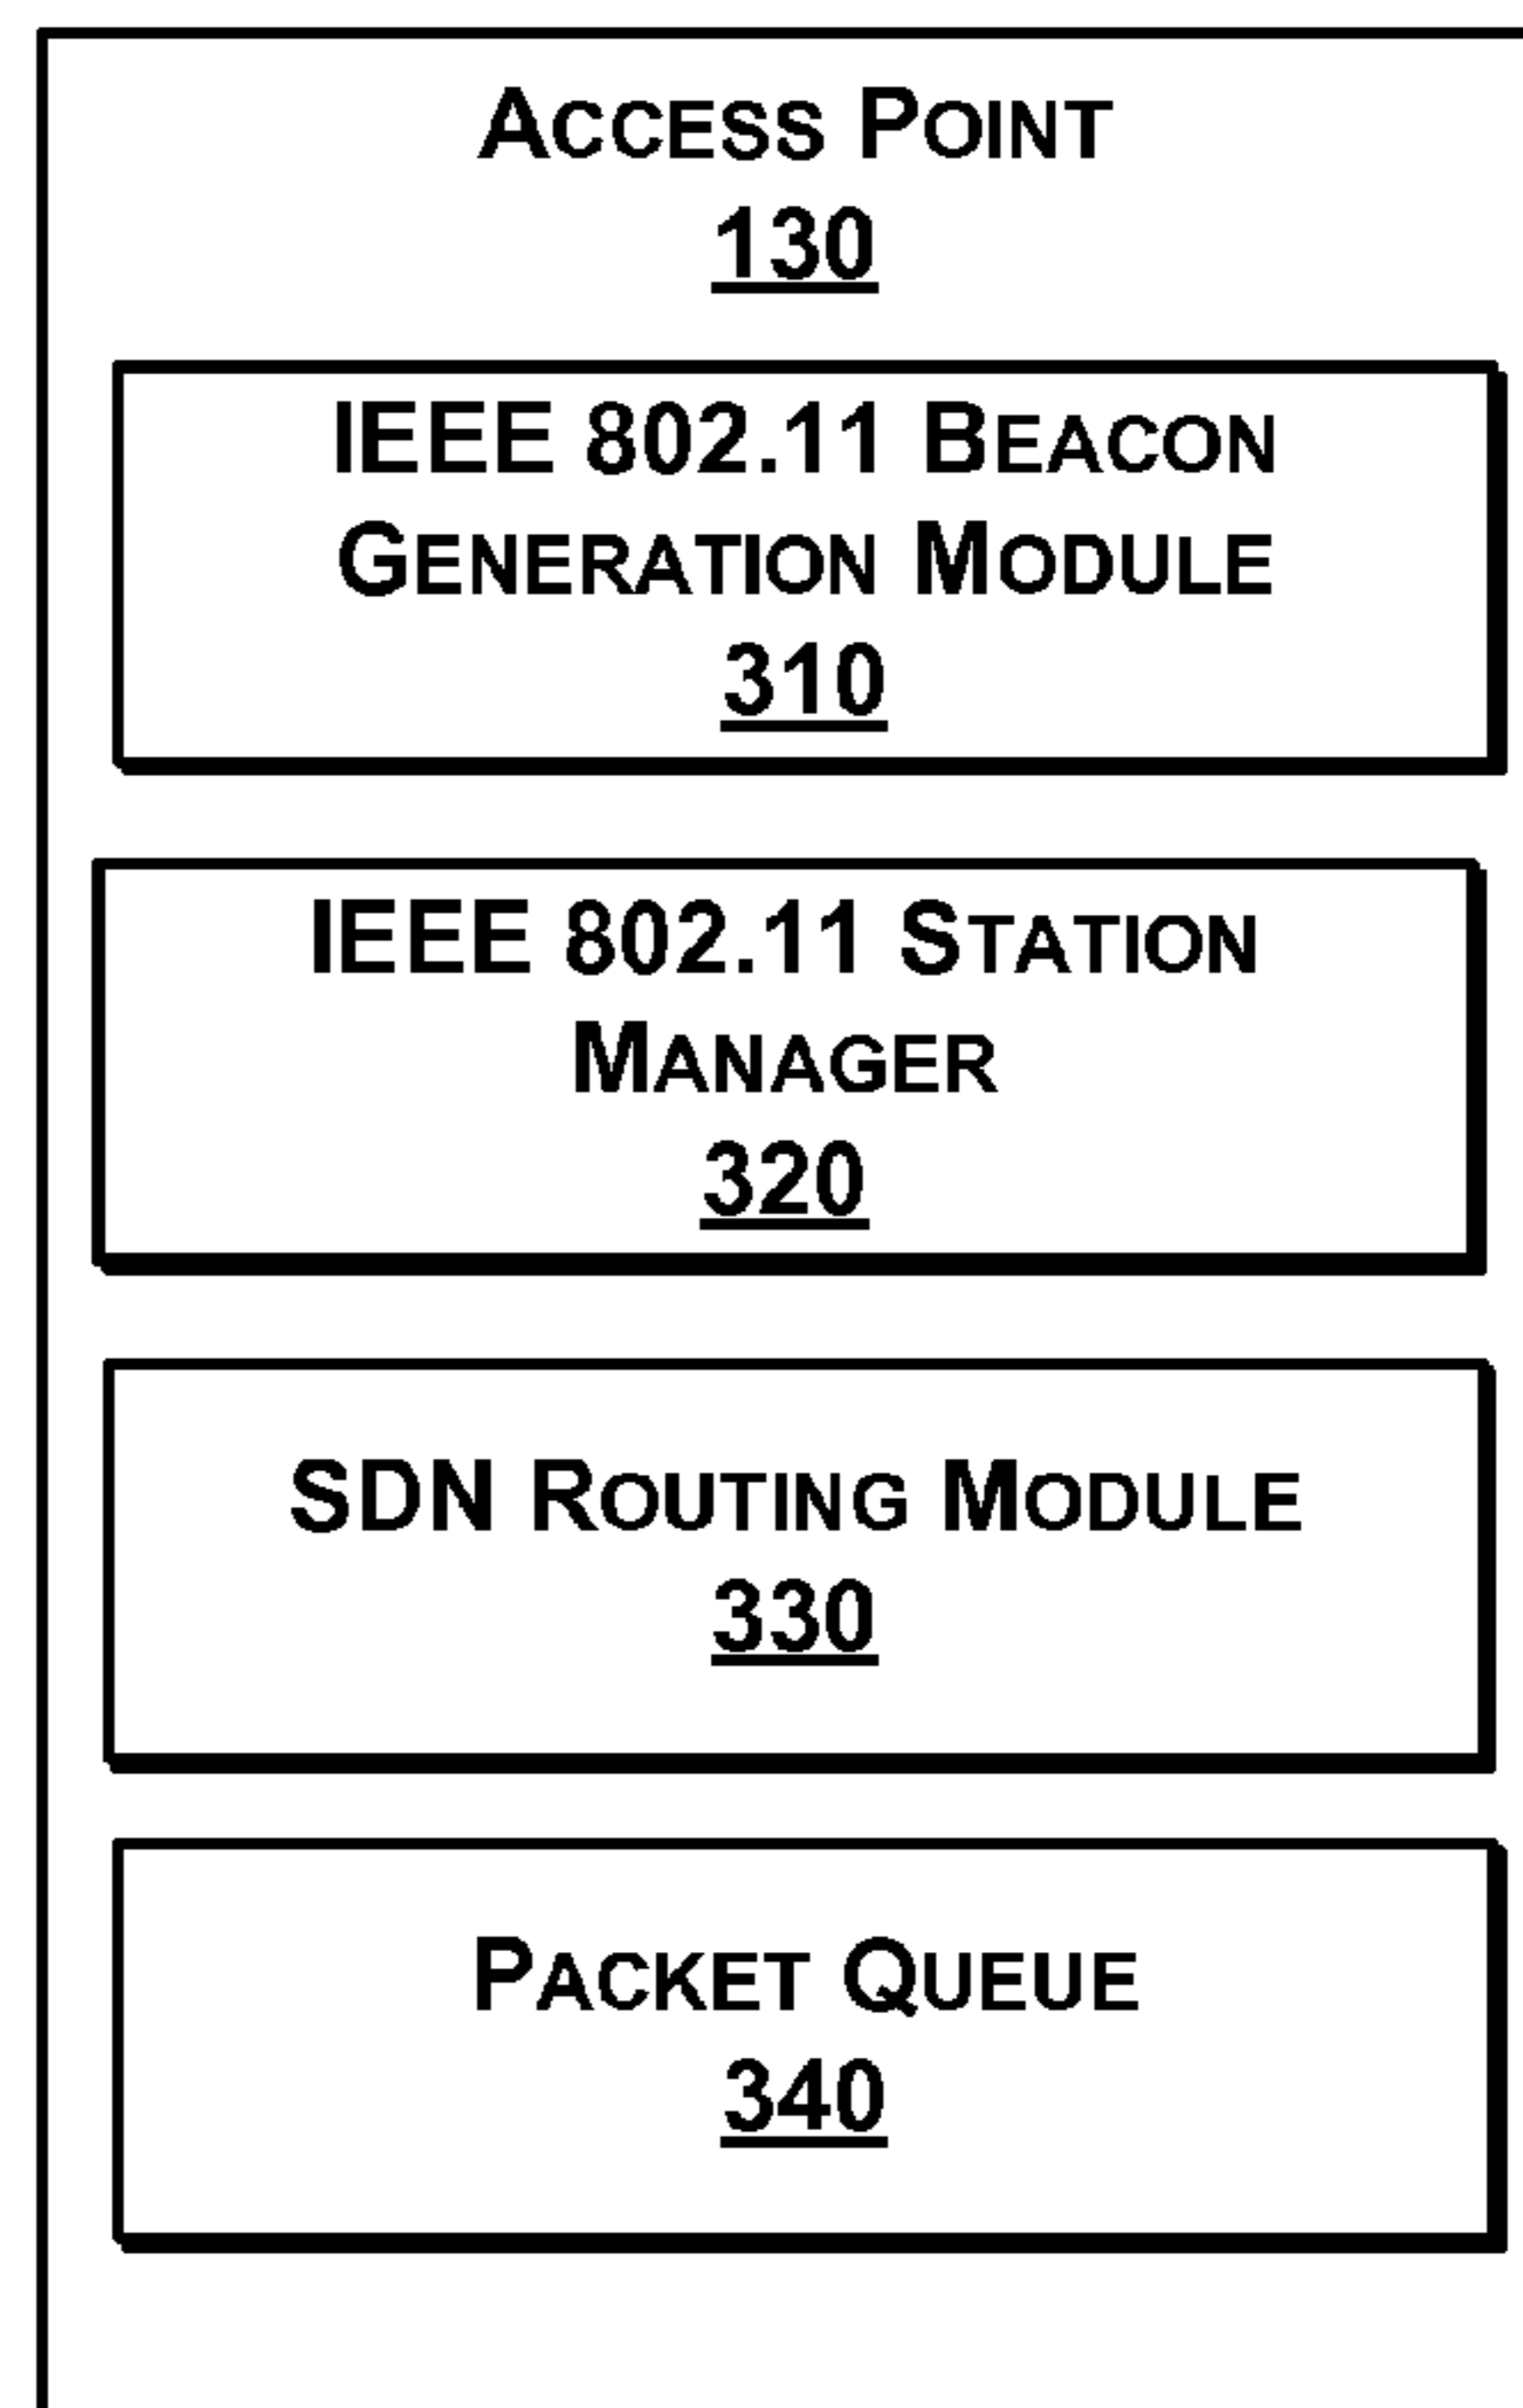 ACCESS POINT
130
IEEE 802.11 BEACON
GENERATION MODULE
310
IEEE 802.11 STATION
MANAGER
320
SDN ROUTING MODULE
330
PACKET QUEUE
340